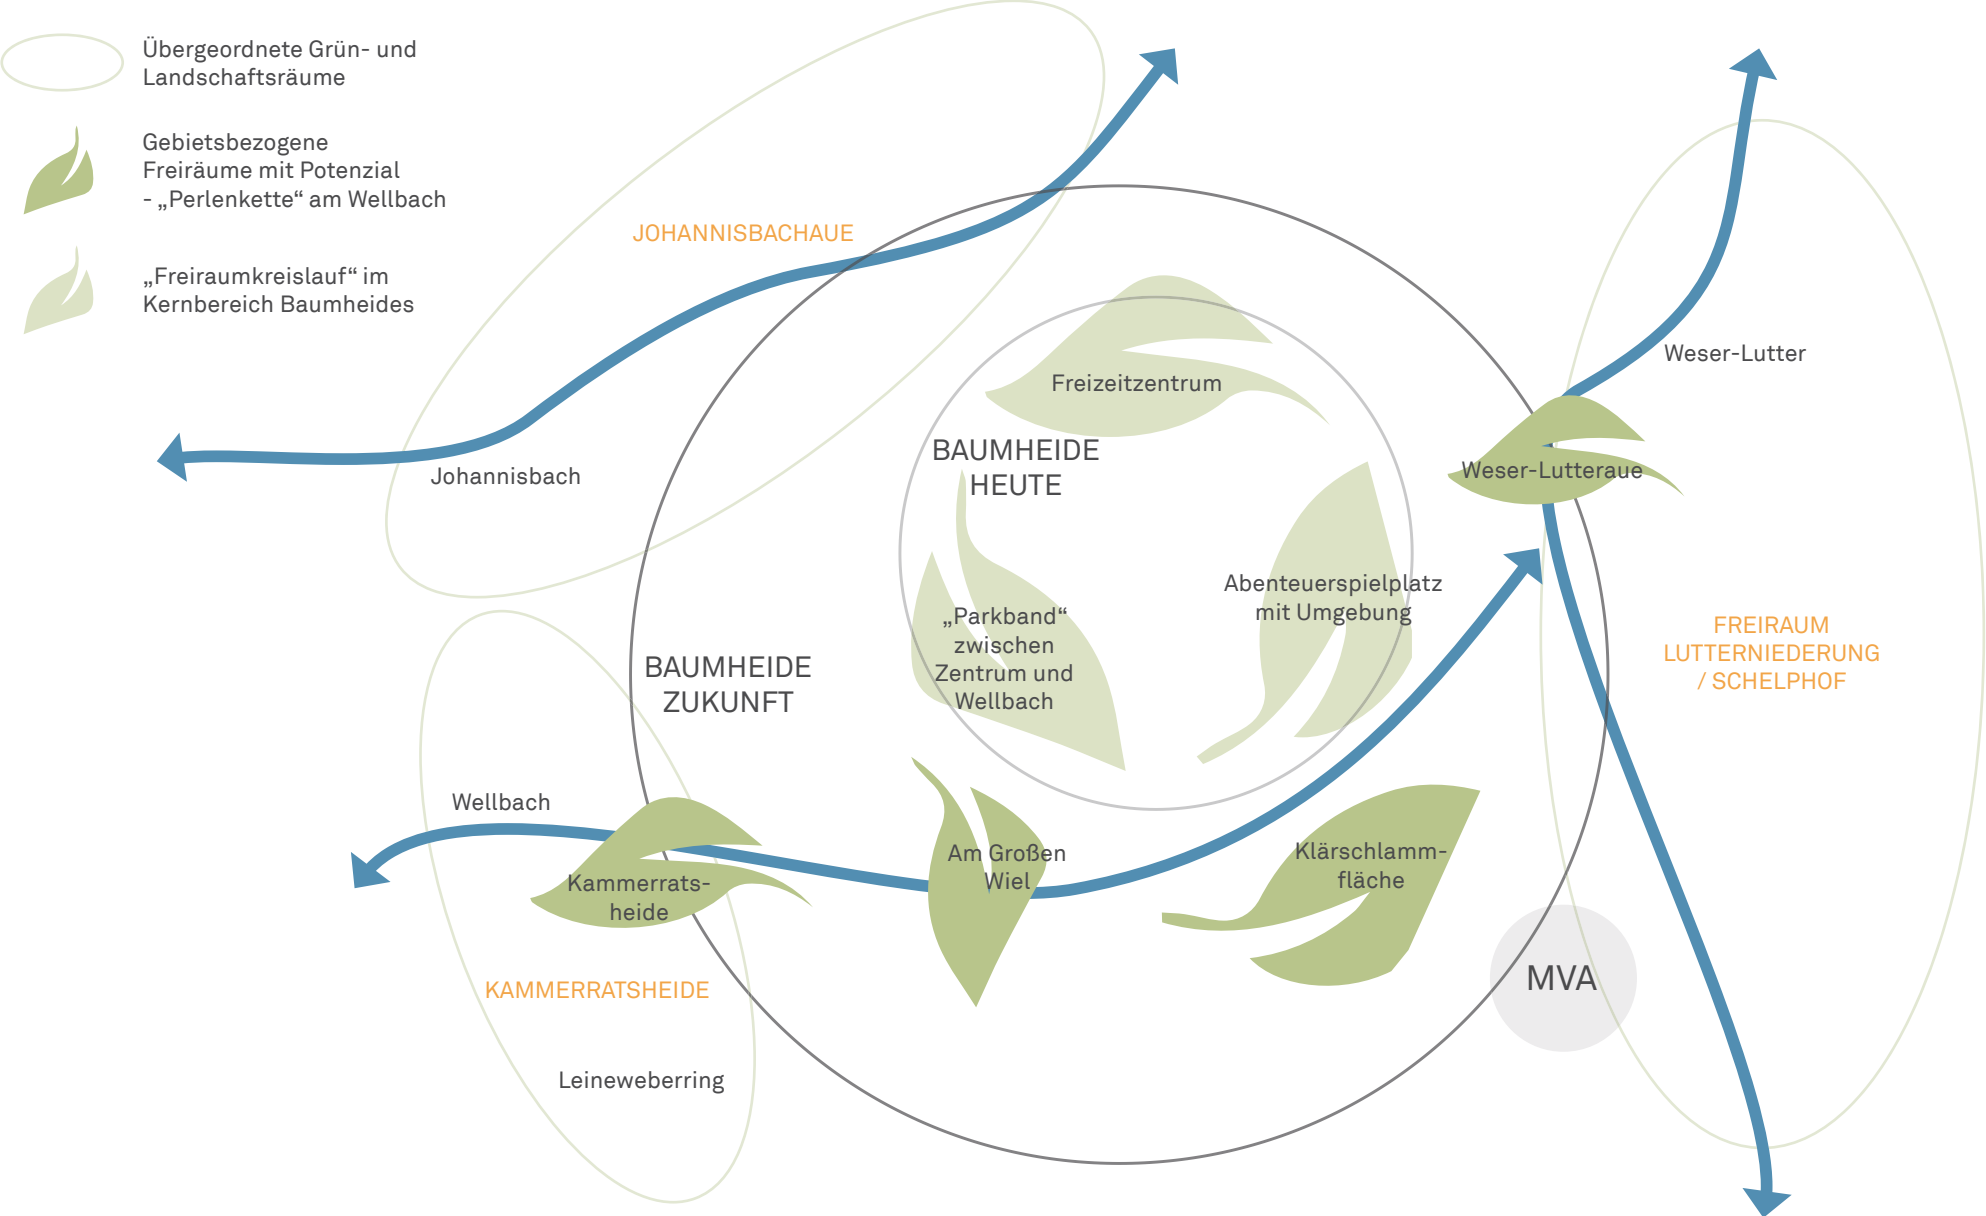 Übergeordnete Grün- und
Landschaftsräume
Gebietsbezogene
Freiräume mit Potenzial
- „Perlenkette“ am Wellbach
„Freiraumkreislauf“ im
Kernbereich Baumheides
JOHANNISBACHAUE
Johannisbach
Freizeitzentrum
BAUMHEIDE
HEUTE
Weser-Lutter
Weser-Lutteraue
Abenteuerspielplatz
mit Umgebung
„Parkband“
zwischen
Zentrum und
Wellbach
BAUMHEIDE
ZUKUNFT
FREIRAUM
LUTTERNIEDERUNG
/ SCHELPHOF
Wellbach
Kammerrats-
heide
Am Großen
Wiel
Klärschlamm-
fläche
MVA
KAMMERRATSHEIDE
Leineweberring